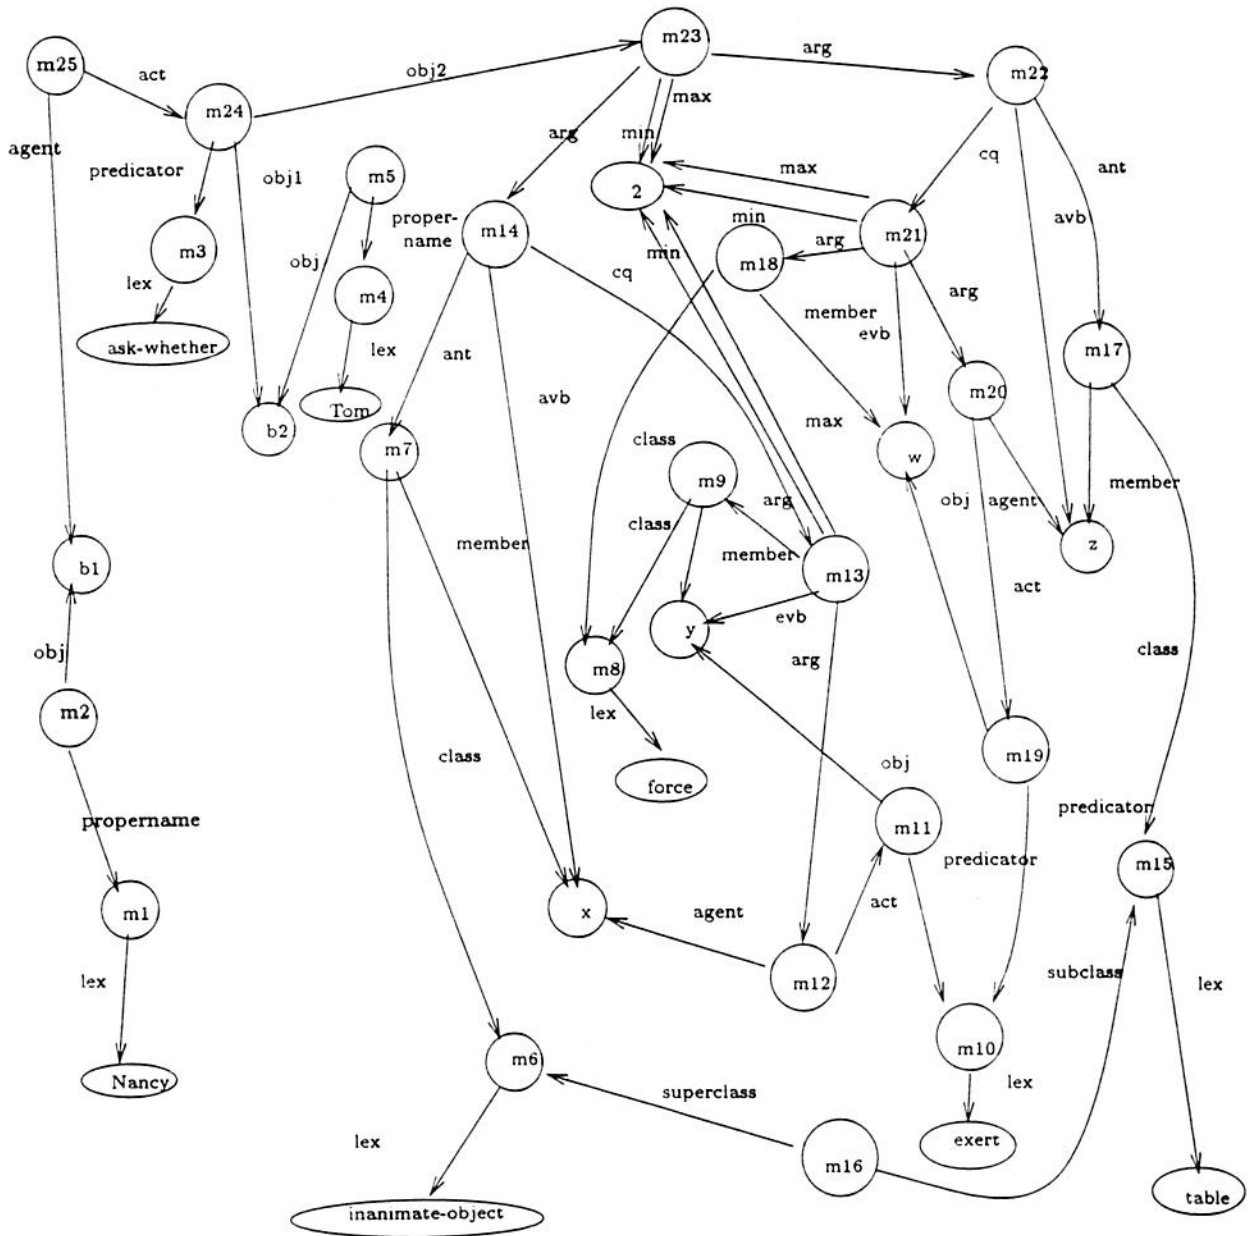 m23
arg
m25
act
obj2
max
m22
m24
arg
min
cq
agent
predicator
obj1
m5
2
max
ant
proper-
name
m14
min
avb
m3
min
arg
m21
obj
m18
cq
arg
lex
m4
member
evb
ask-whether
lex
ant
m17
Tom
avb
m20
b2
m7
max
class
w
m9
member
arg
obj
agent
class
member
member
z
b1
m13
act
evb
y
obj
arg
class
m8
m2
lex
m19
class
obj
force
predicator
propername
m11
predicator
m15
m1
x
agent
act
lex
m12
subclass
lex
m10
m6
lex
Nancy
superclass
lex
exert
m16
table
inanimate-object